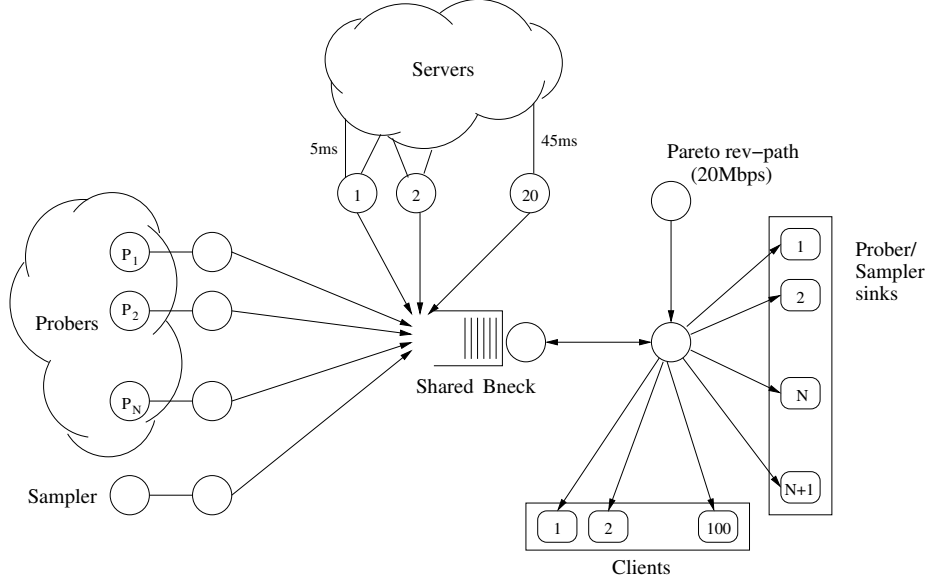 Servers
5ms
45ms
1
2
20
Pareto rev−path
(20Mbps)
P1
P2
PN
Probers
Sampler
Shared Bneck
1
2
N
N+1
Prober/
Sampler
sinks
1
2
100
Clients